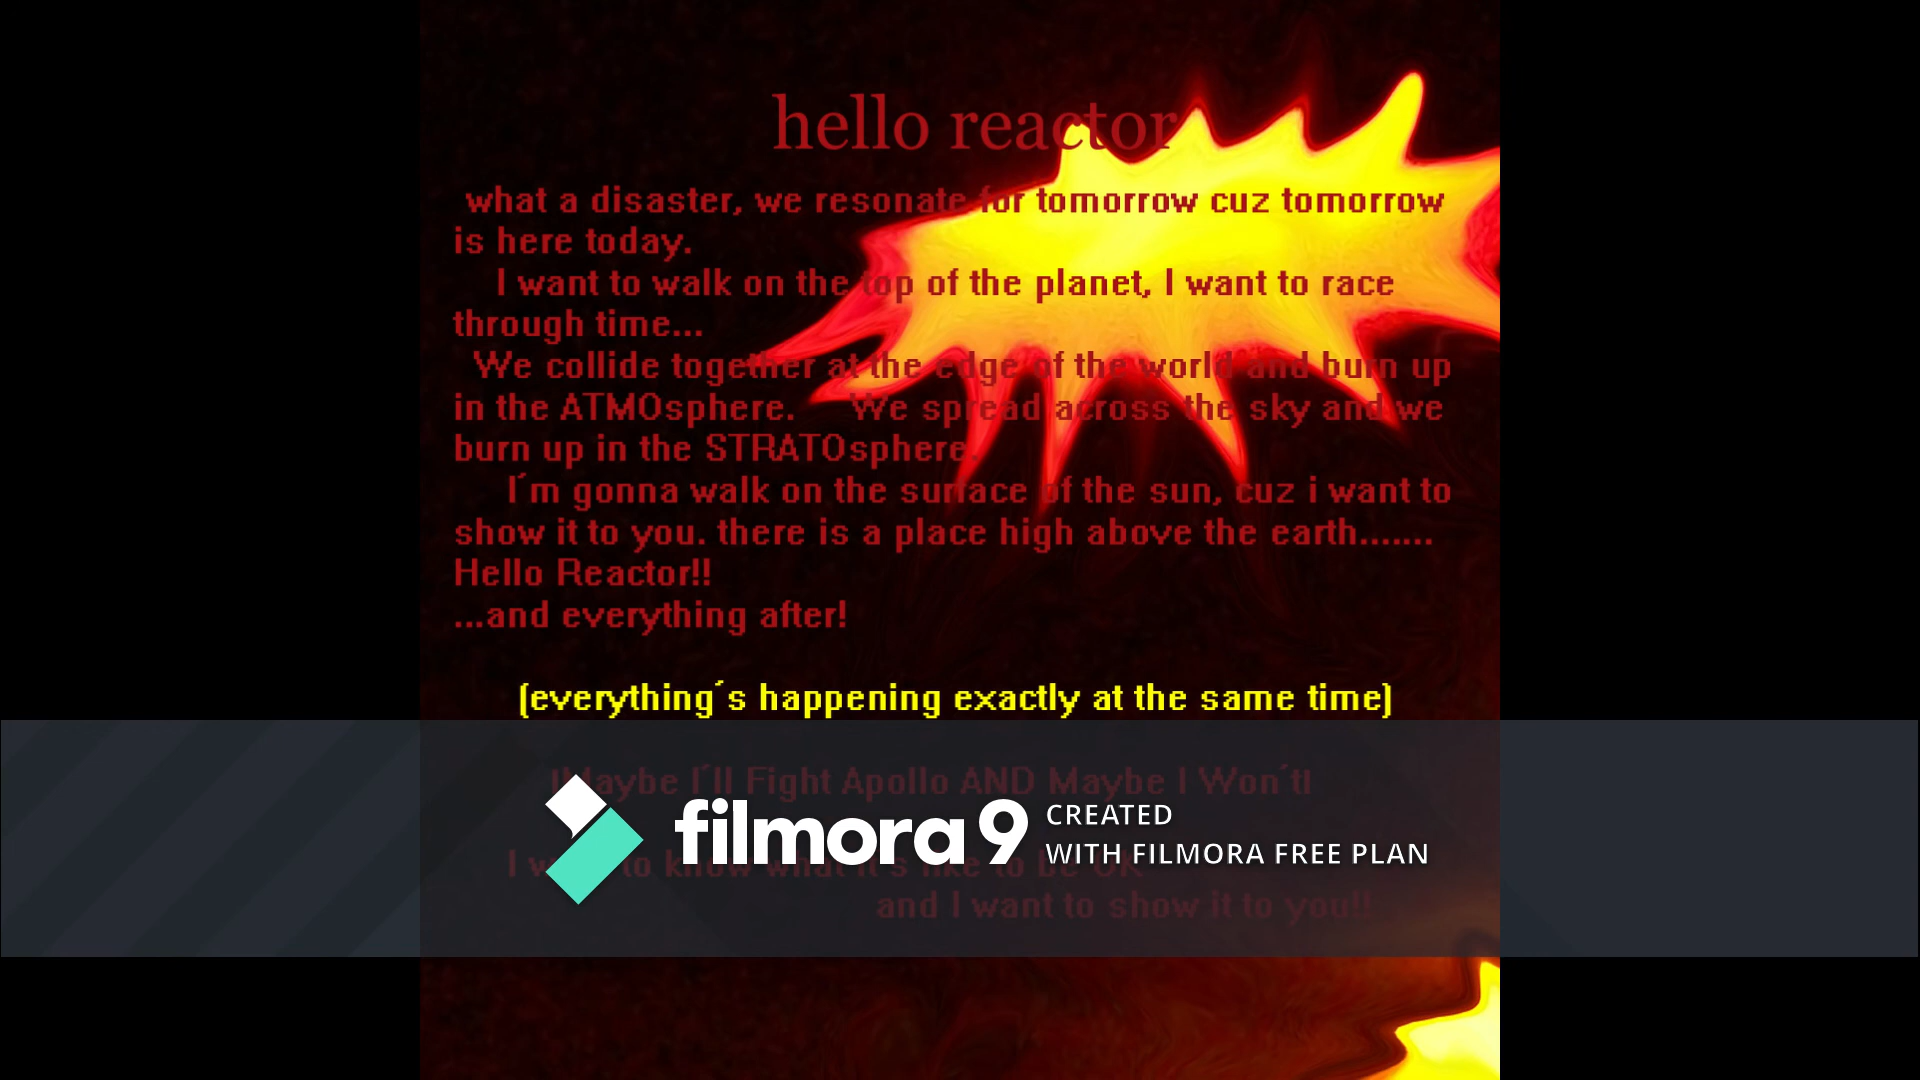 hello reactor
what a disaster, we resonate for tomorrow cuz tomorrow
is here today.
I want to walk on the top of the planet, I want to race
through time...
We collide together at the edge of the world and burn up
in the ATMOsphere. We spread across the sky and we
burn up in the STRATOsphere.
I´m gonna walk on the surface of the sun, cuz i want to
show it to you. there is a place high above the earth.......
Hello Reactor!!
...and everything after!
(everything´s happening exactly at the same time)
Maybe I´ll Fight Apollo AND Maybe I Won´t!
filmora9 CREATED
WITH FILMORA FREE PLAN
I to know what it´s like to be OK
and I want to show it to you!!